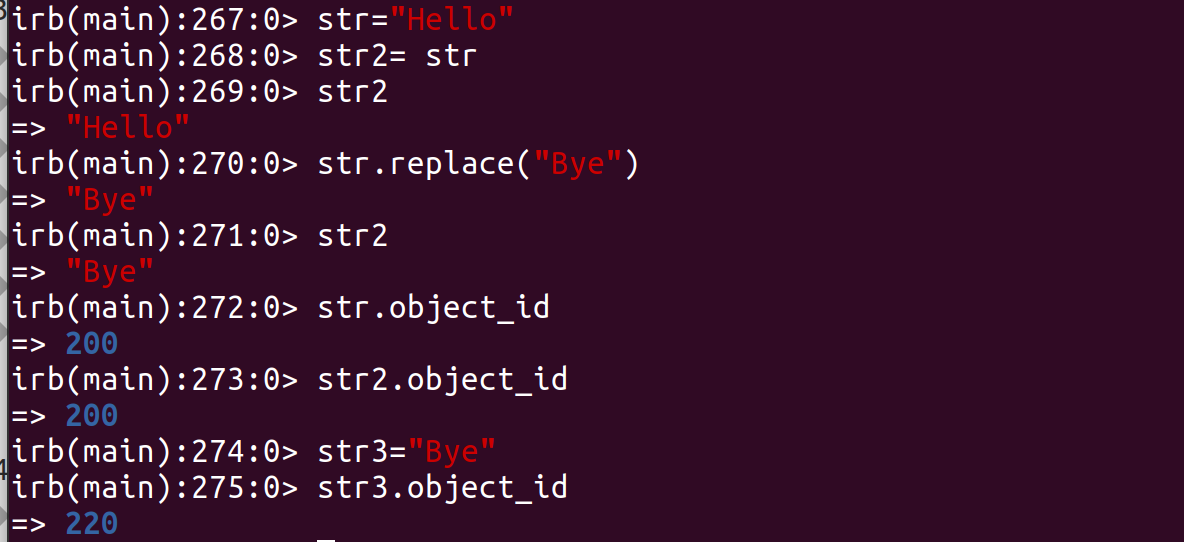 irb(main):267:0> str="Hello"
irb(main):268:0> str2= str
irb(main):269:0> str2
=> "Hello"
irb(main):270:0> str.replace("Bye")
=> "Bye"
irb(main):271:0> str2
=> "Bye"
irb(main):272:0> str.object_id
=> 200
irb(main):273:0> str2.object_id
=> 200
irb(main):274:0> str3="Bye"
irb(main):275:0> str3.object_id
=> 220